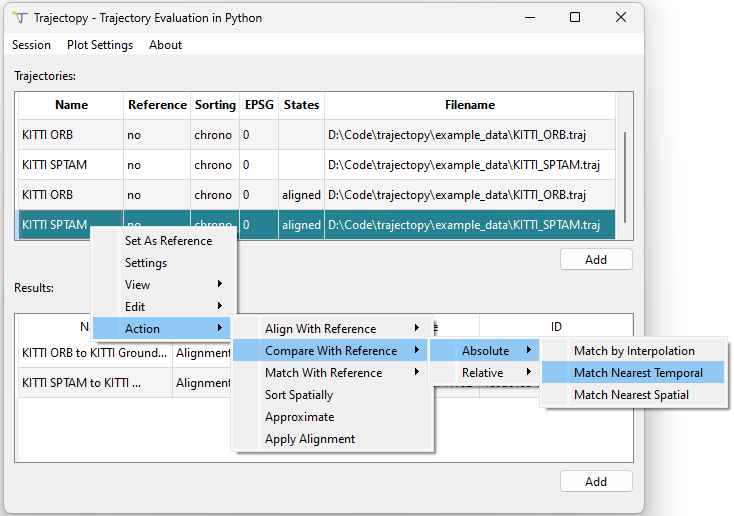 Trajectopy - Trajectory Evaluation in Python
Session Plot Settings About
Trajectories:
Name Reference Sorting EPSG States Filename
KITTI ORB no chrono 0 D:\Code\trajectopy\example_data\KITTI_ORB.traj
KITTI SPTAM no chrono 0 D:\Code\trajectopy\example_data\KITTI_SPTAM.traj
KITTI ORB no chrono 0 aligned D:\Code\trajectopy\example_data\KITTI_ORB.traj
KITTI SPTAM no chrono 0 aligned D:\Code\trajectopy\example_data\KITTI_SPTAM.traj
Set As Reference
Add
Settings
View
Results:
Edit
Action
Align With Reference
ID
KITTI ORB to KITTI Ground... Alignment
Compare With Reference
Absolute
Match by Interpolation
KITTI SPTAM to KITTI ... Alignment
Match With Reference
Relative
Match Nearest Temporal
Sort Spatially
Match Nearest Spatial
Approximate
Apply Alignment
Add